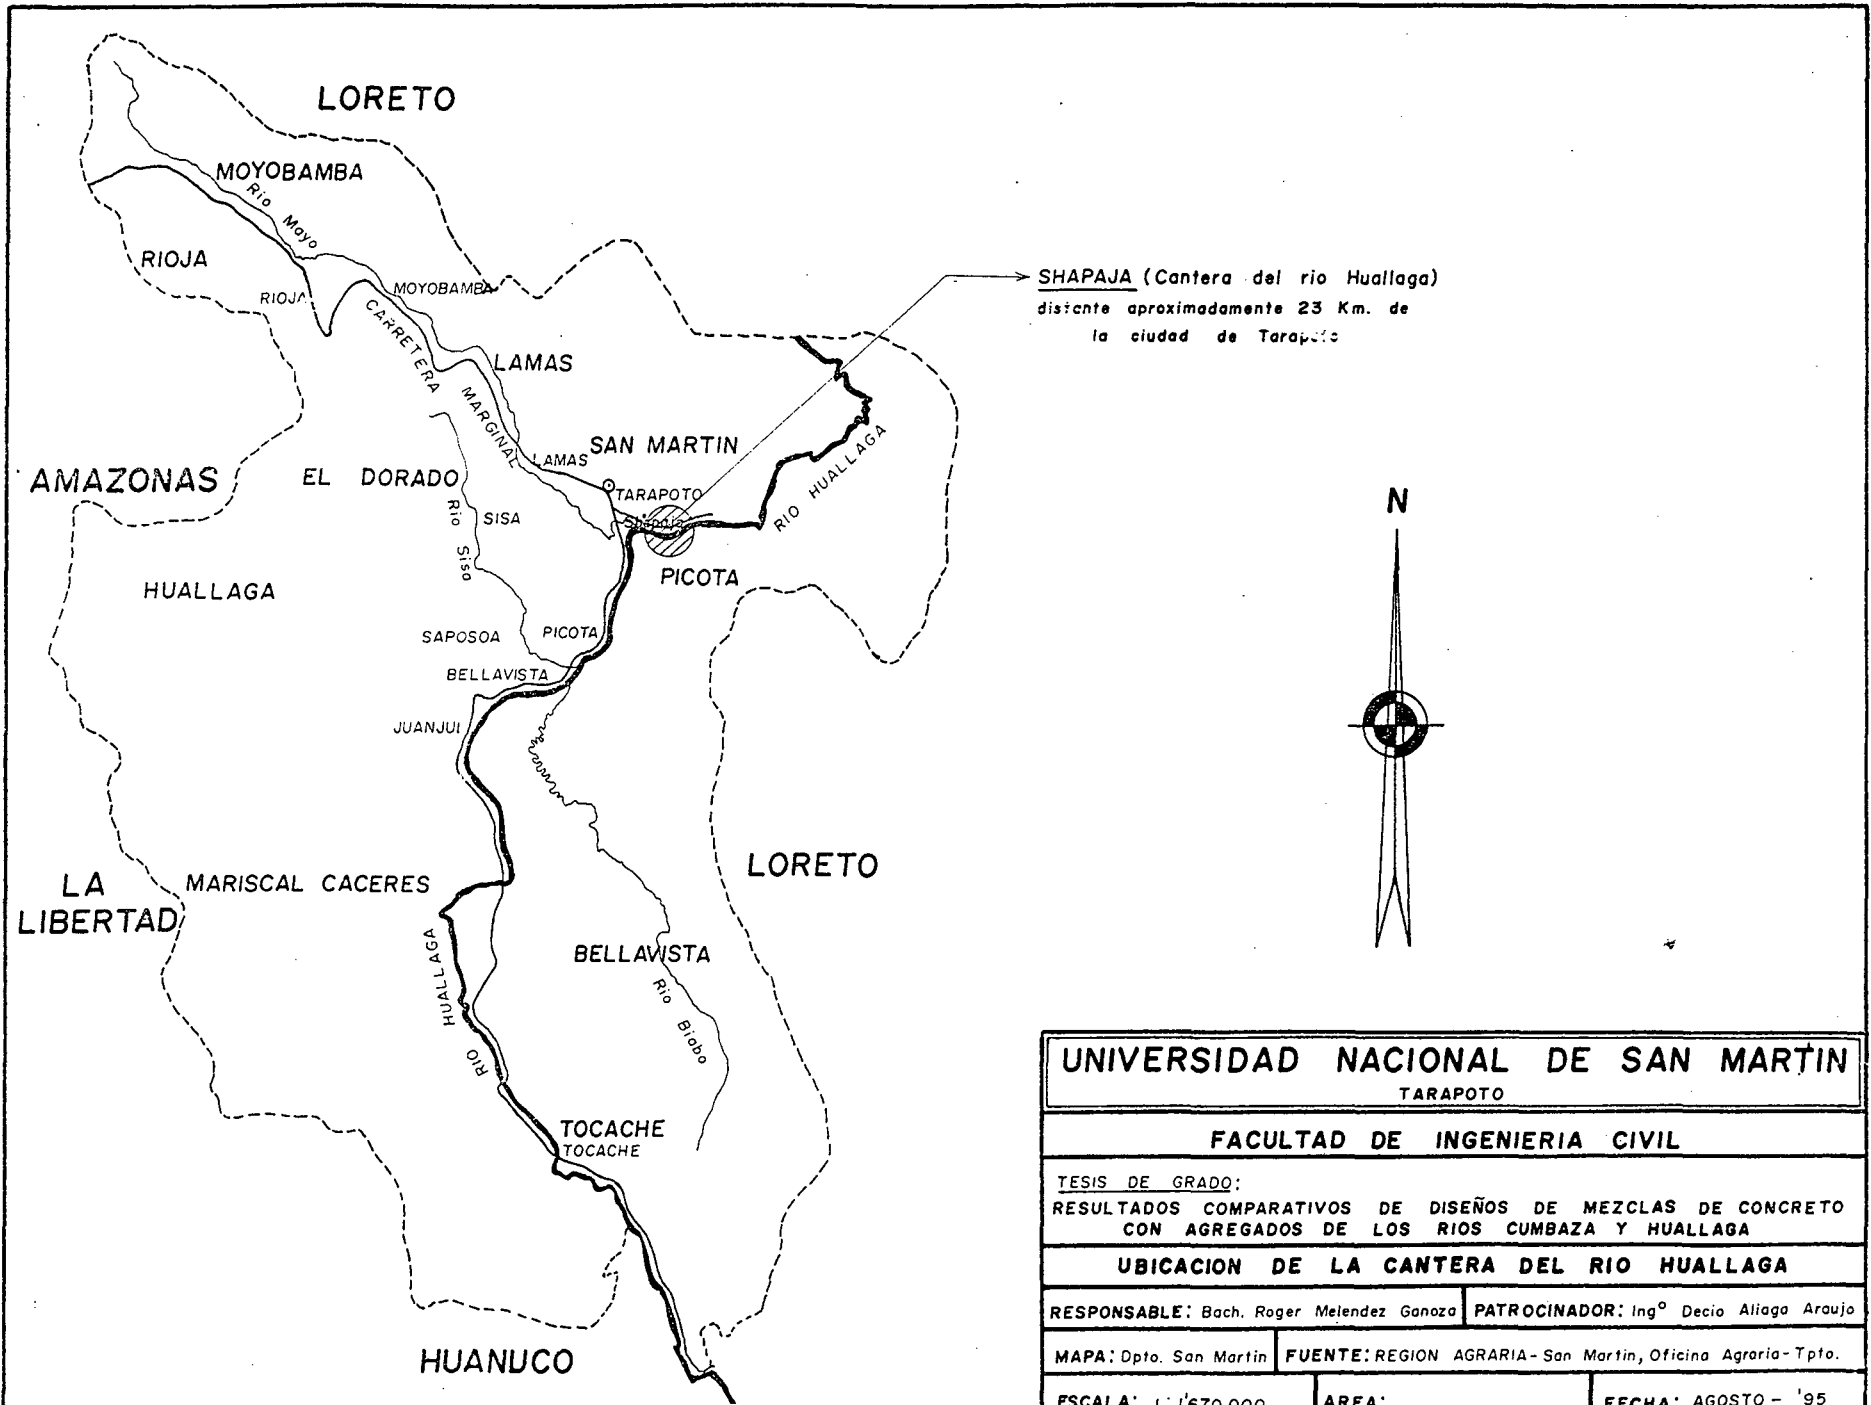 LORETO
MOYOBAMBA
Rio Mayo
RIOJA
RIOJA
MOYOBAMBA
CARRETERA MARGINAL
LAMAS
SHAPAJA (Cantera del rio Huallaga)
aproximadamente 23 Km. de
la ciudad de
SAN MARTIN
LAMAS
AMAZONAS
EL DORADO
TARAPOTO
RIO HUALLAGA
Rio Sisa
SISA
Shapaja
N
HUALLAGA
PICOTA
SAPOSOA
PICOTA
BELLAVISTA
JUANJUI
LORETO
LA
LIBERTAD
MARISCAL CACERES
BELLAVISTA
RIO HUALLAGA
Rio Biabo
TOCACHE
TOCACHE
HUANUCO
UNIVERSIDAD NACIONAL DE SAN MARTIN
TARAPOTO
FACULTAD DE INGENIERIA CIVIL
TESIS DE GRADO:
RESULTADOS COMPARATIVOS DE DISEÑOS DE MEZCLAS DE CONCRETO
CON AGREGADOS DE LOS RIOS CUMBAZA Y HUALLAGA
UBICACION DE LA CANTERA DEL RIO HUALLAGA
RESPONSABLE: Bach. Roger Melendez Ganoza
PATROCINADOR: Ingº Decio Aliaga Araujo
MAPA: Dpto. San Martin
FUENTE: REGION AGRARIA-San Martin, Oficina Agraria-Tpto.
ESCALA: 1:1'670,000
AREA:
FECHA: AGOSTO - '95